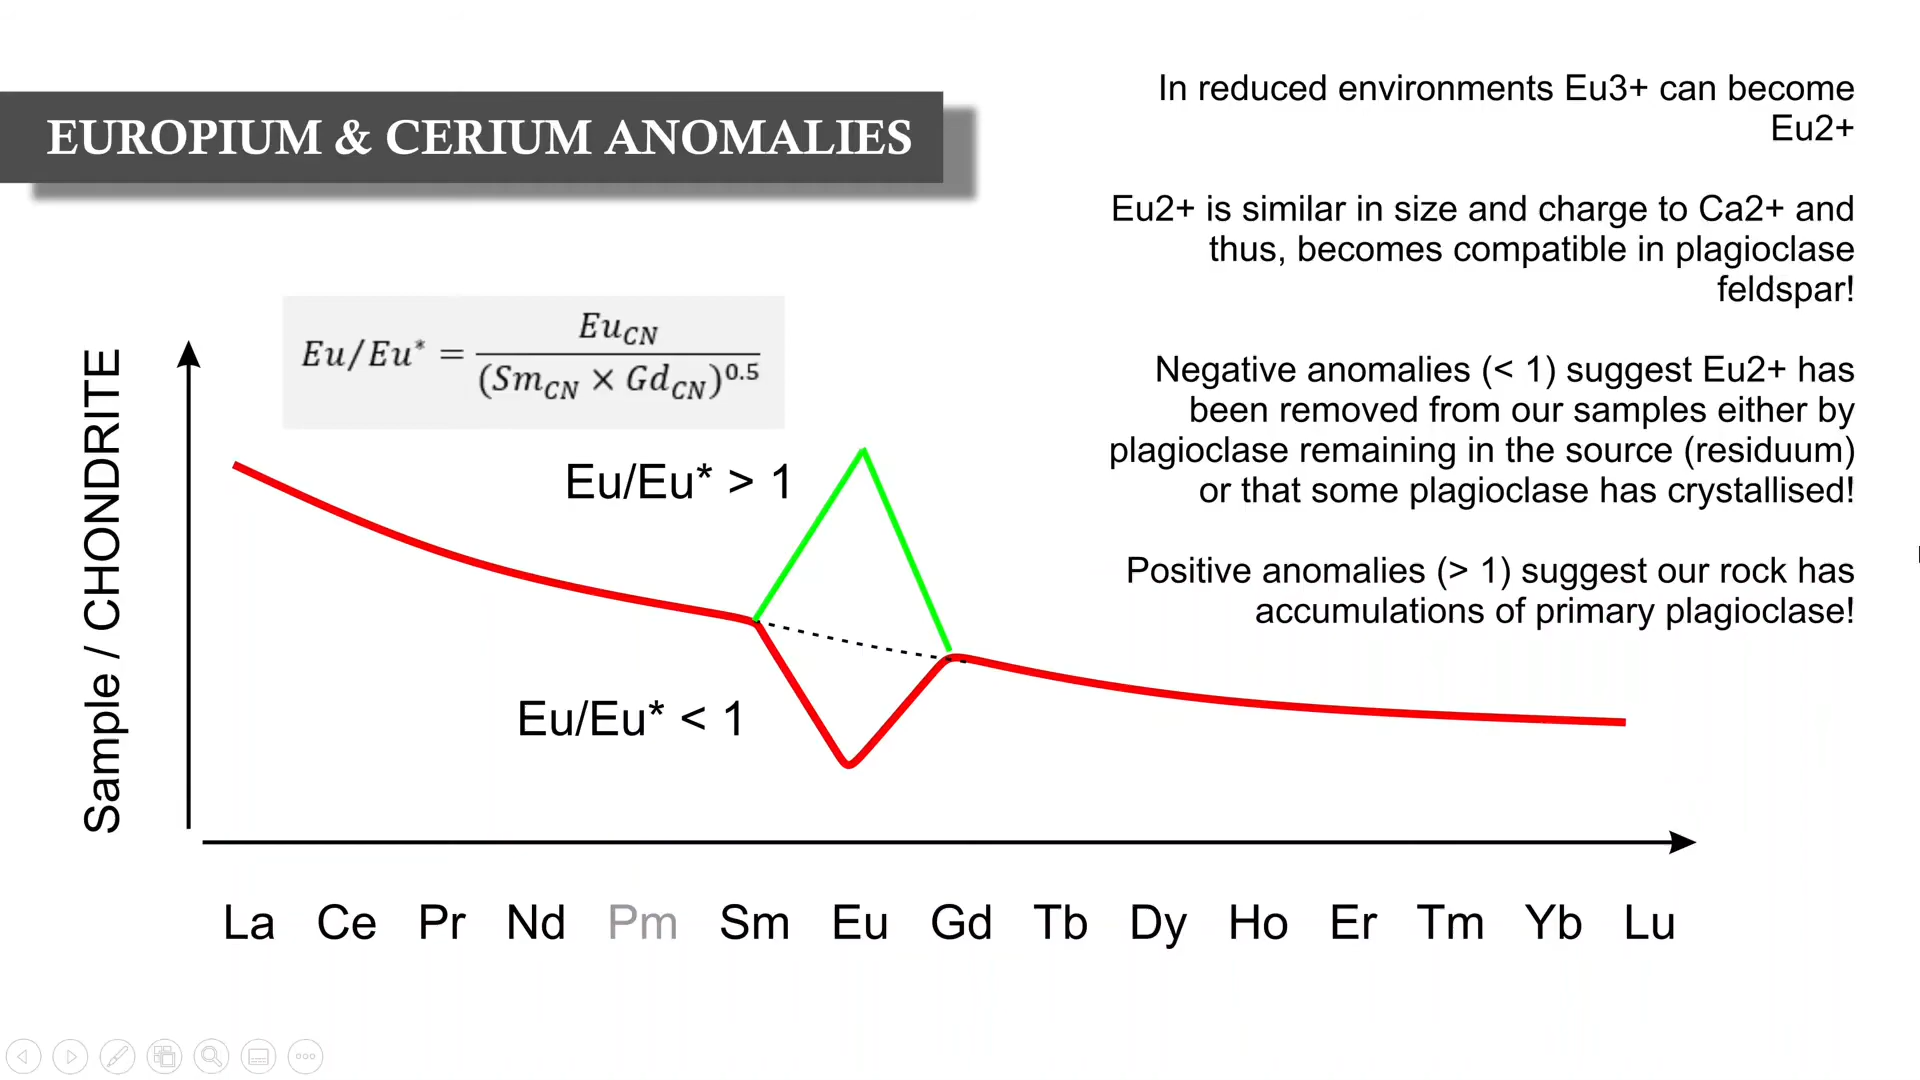 EUROPIUM & CERIUM ANOMALIES
In reduced environments Eu3+ can become
Eu2+
Eu2+ is similar in size and charge to Ca2+ and
thus, becomes compatible in plagioclase
feldspar!
Negative anomalies (< 1) suggest Eu2+ has
been removed from our samples either by
plagioclase remaining in the source (residuum)
or that some plagioclase has crystallised!
Positive anomalies (> 1) suggest our rock has
accumulations of primary plagioclase!
Eu/Eu* = Eu_CN / (Sm_CN × Gd_CN)^0.5
Sample / CHONDRITE
Eu/Eu* > 1
Eu/Eu* < 1
La Ce Pr Nd Pm Sm Eu Gd Tb Dy Ho Er Tm Yb Lu